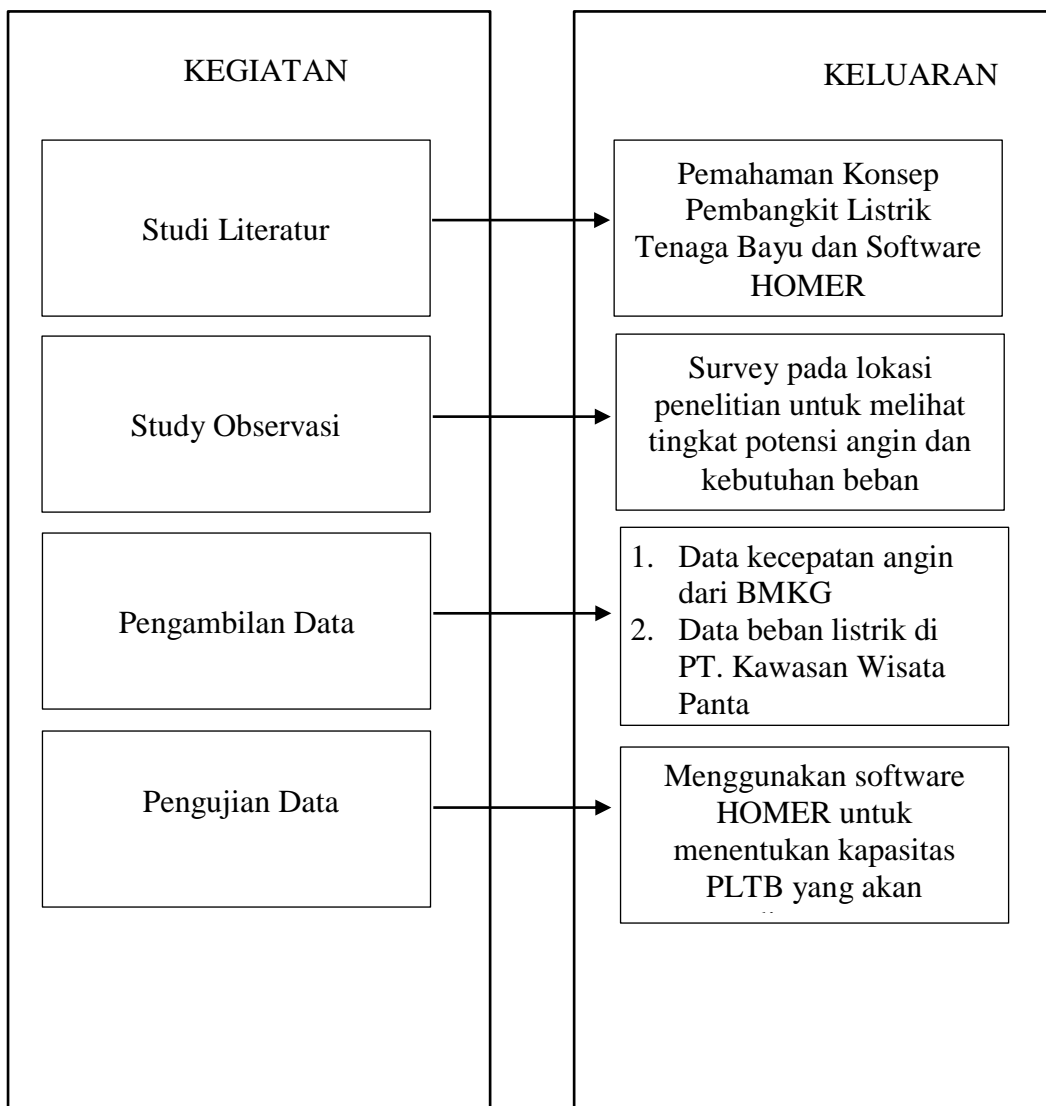 KEGIATAN
KELUARAN
Studi Literatur
Pemahaman Konsep
Pembangkit Listrik
Tenaga Bayu dan Software
HOMER
Study Observasi
Survey pada lokasi
penelitian untuk melihat
tingkat potensi angin dan
kebutuhan beban
Pengambilan Data
1. Data kecepatan angin
dari BMKG
2. Data beban listrik di
PT. Kawasan Wisata
Panta
Pengujian Data
Menggunakan software
HOMER untuk
menentukan kapasitas
PLTB yang akan